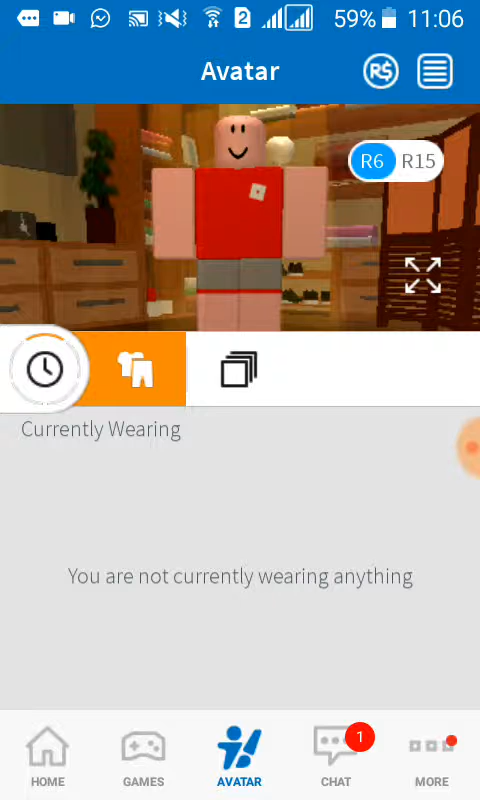 2 59% 11:06
Avatar R$
R6 R15
Currently Wearing
You are not currently wearing anything
1
HOME GAMES AVATAR CHAT MORE